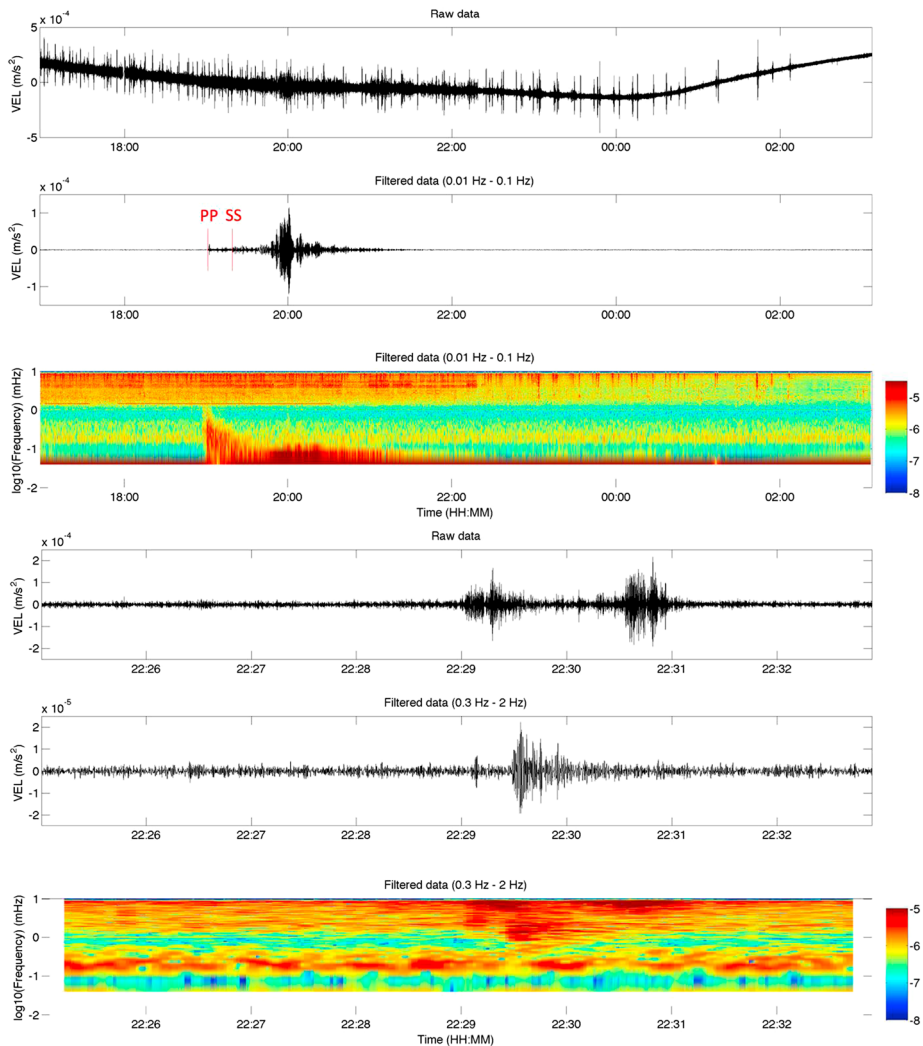 Raw data
x 10⁻⁴
5
0
-5
VEL (m/s²)
18:00 20:00 22:00 00:00 02:00
Filtered data (0.01 Hz - 0.1 Hz)
x 10⁻⁴
1
0
-1
VEL (m/s²)
PP SS
18:00 20:00 22:00 00:00 02:00
Filtered data (0.01 Hz - 0.1 Hz)
1
0
-1
-2
log10(Frequency) (mHz)
-5
-6
-7
-8
18:00 20:00 22:00 00:00 02:00
Time (HH:MM)
Raw data
x 10⁻⁴
2
1
0
-1
-2
VEL (m/s²)
22:26 22:27 22:28 22:29 22:30 22:31 22:32
Filtered data (0.3 Hz - 2 Hz)
x 10⁻⁵
2
1
0
-1
-2
VEL (m/s²)
22:26 22:27 22:28 22:29 22:30 22:31 22:32
Filtered data (0.3 Hz - 2 Hz)
1
0
-1
-2
log10(Frequency) (mHz)
-5
-6
-7
-8
22:26 22:27 22:28 22:29 22:30 22:31 22:32
Time (HH:MM)